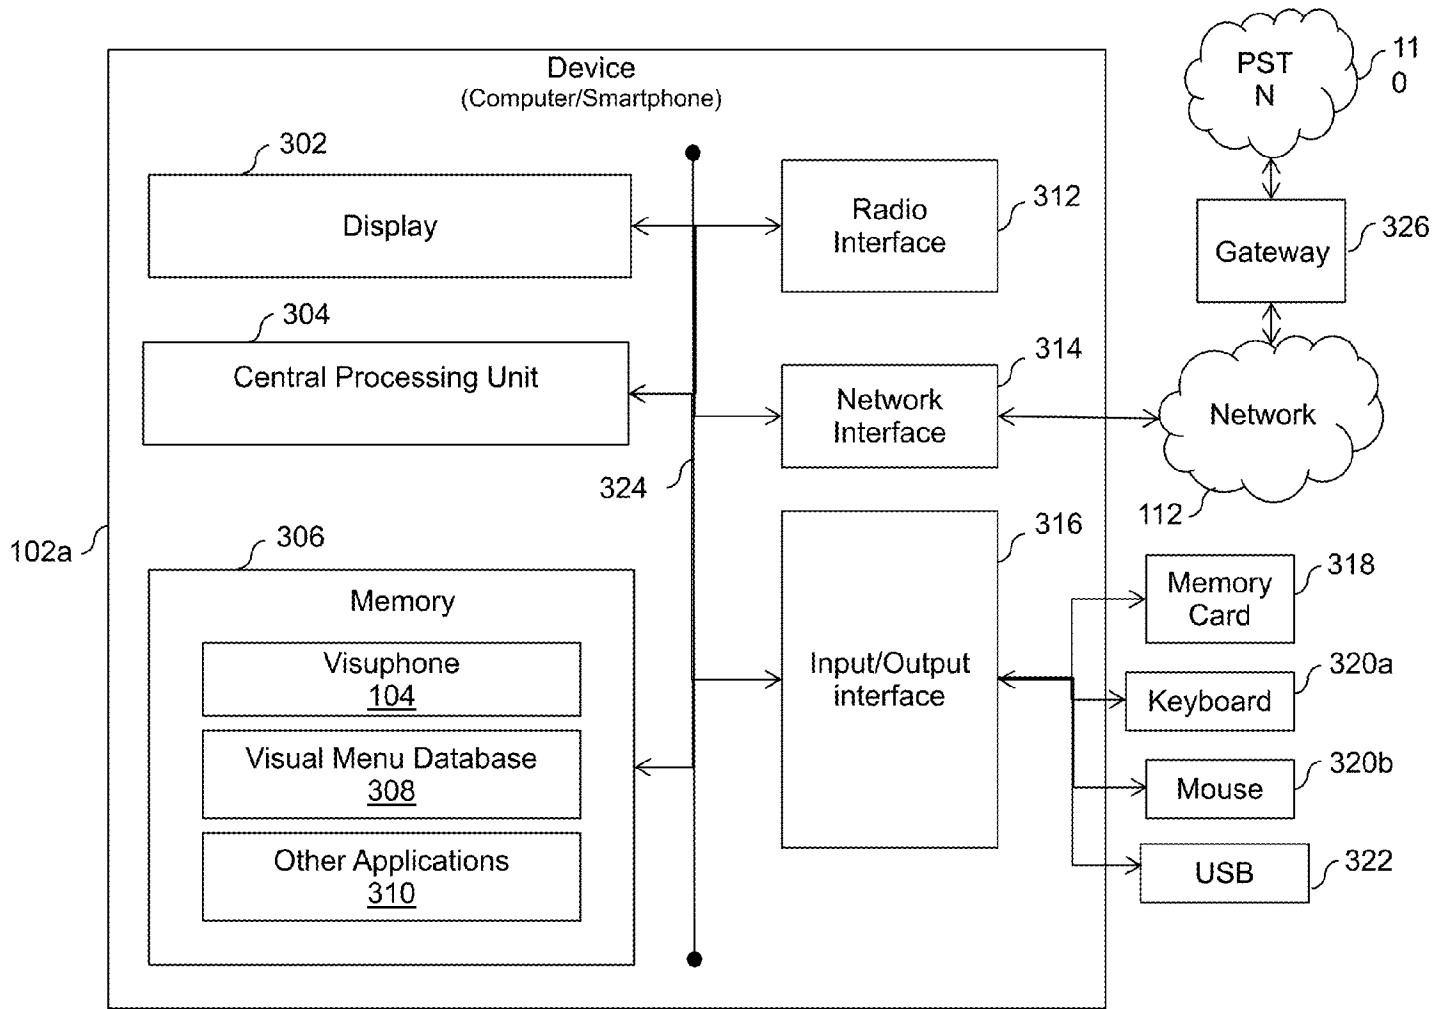 Device
(Computer/Smartphone)
PST
N
11
0
302
Display
Radio
Interface
312
Gateway
326
304
Central Processing Unit
Network
Interface
314
Network
112
324
102a
306
Memory
Visuphone
104
Visual Menu Database
308
Other Applications
310
Input/Output
interface
316
Memory
Card
318
Keyboard
320a
Mouse
320b
USB
322